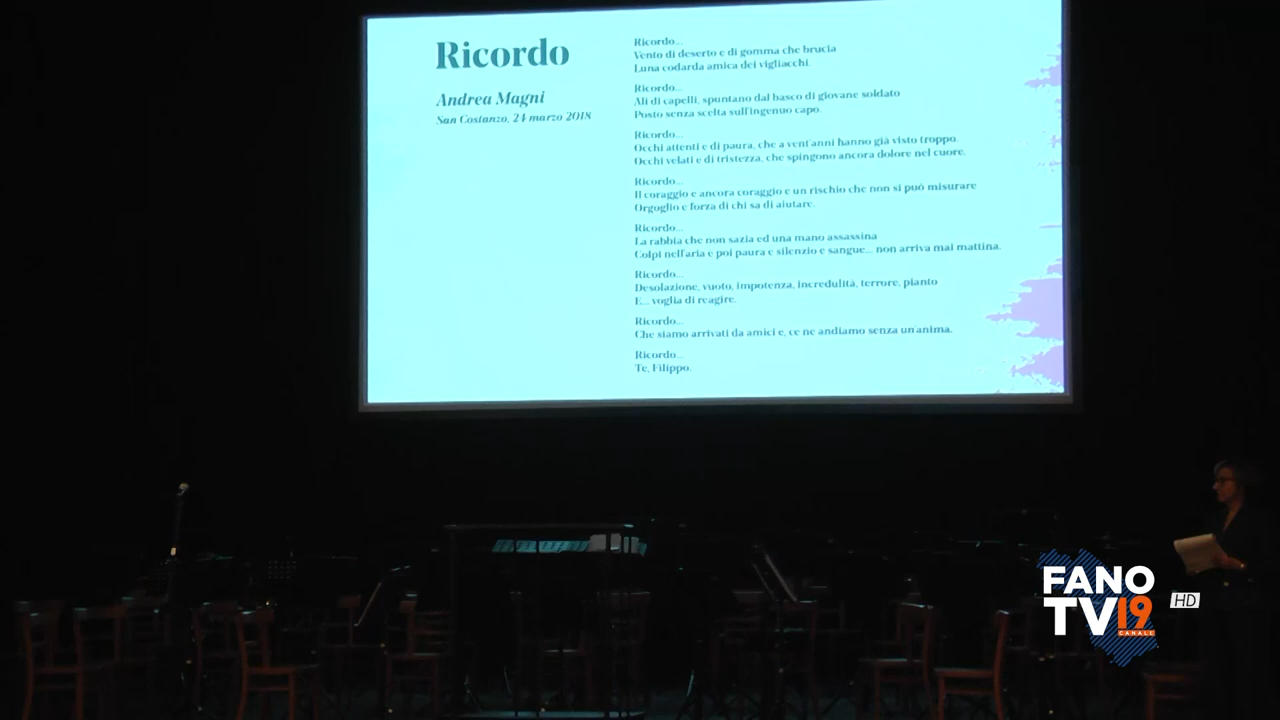 Ricordo
Andrea Magni
San Costanzo, 24 marzo 2018
Ricordo...
Vento di deserto e di gomma che brucia
Luna codarda amica dei vigliacchi.
Ricordo...
Ali di capelli, spuntano dal basco di giovane soldato
Posto senza scelta sull'ingenuo capo.
Ricordo...
Occhi attenti e di paura, che a vent'anni hanno già visto troppo.
Occhi velati e di tristezza, che spingono ancora dolore nel cuore.
Ricordo...
Il coraggio e ancora coraggio e un rischio che non si può misurare
Orgoglio e forza di chi sa di aiutare.
Ricordo...
La rabbia che non sazia ed una mano assassina
Colpi nell'aria e poi paura e silenzio e sangue... non arriva mai mattina.
Ricordo...
Desolazione, vuoto, impotenza, incredulità, terrore, pianto
E... voglia di reagire.
Ricordo...
Che siamo arrivati da amici e, ce ne andiamo senza un'anima.
Ricordo...
Te, Filippo.
FANO
TV19
CANALE
HD